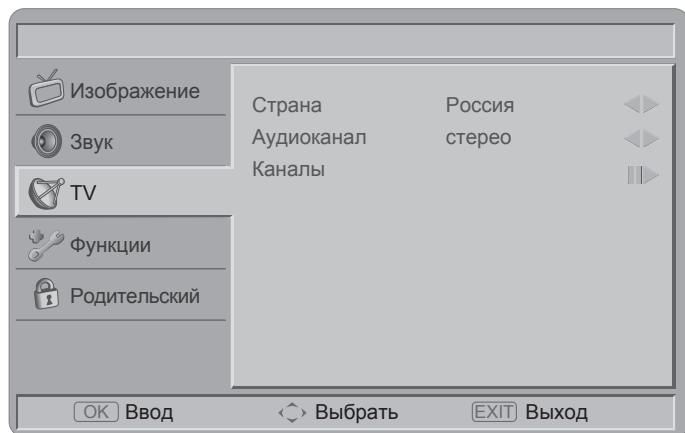 Изображение
Звук
TV
Функции
Родительский
Страна Россия
Аудиоканал стерео
Каналы
OK Ввод Выбрать EXIT Выход